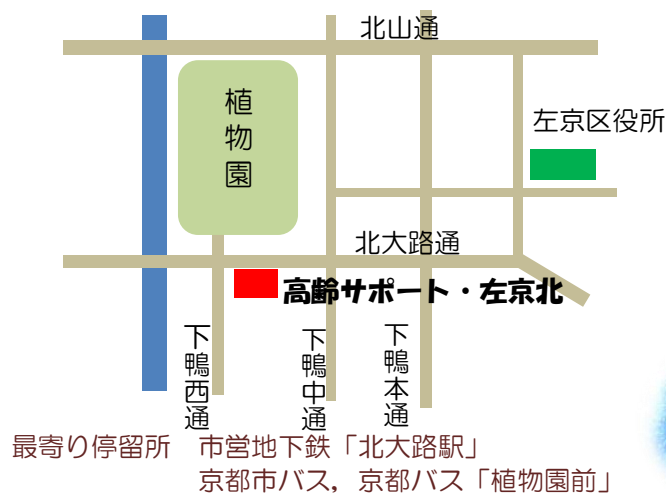 北山通
植物園
左京区役所
北大路通
高齢サポート・左京北
下鴨西通
下鴨中通
下鴨本通
最寄り停留所　市営地下鉄「北大路駅」
京都市バス，京都バス「植物園前」